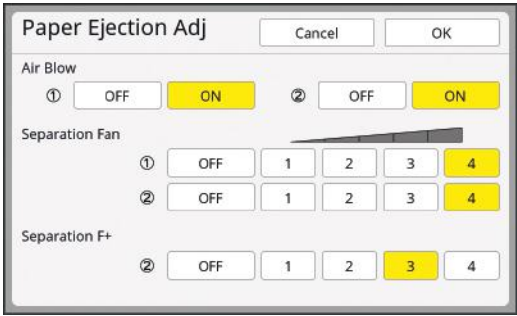 Paper Ejection Adj Cancel OK
Air Blow
① OFF ON ② OFF ON
Separation Fan
① OFF 1 2 3 4
② OFF 1 2 3 4
Separation F+
② OFF 1 2 3 4